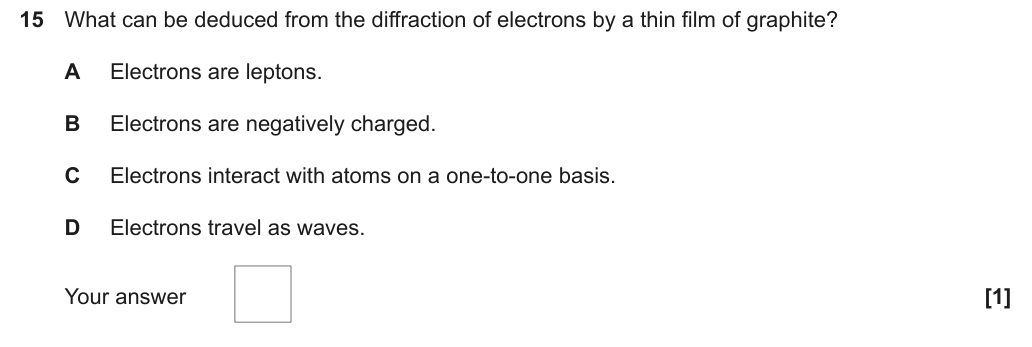 15 What can be deduced from the diffraction of electrons by a thin film of graphite?
A Electrons are leptons.
B Electrons are negatively charged.
C Electrons interact with atoms on a one-to-one basis.
D Electrons travel as waves.
Your answer [1]